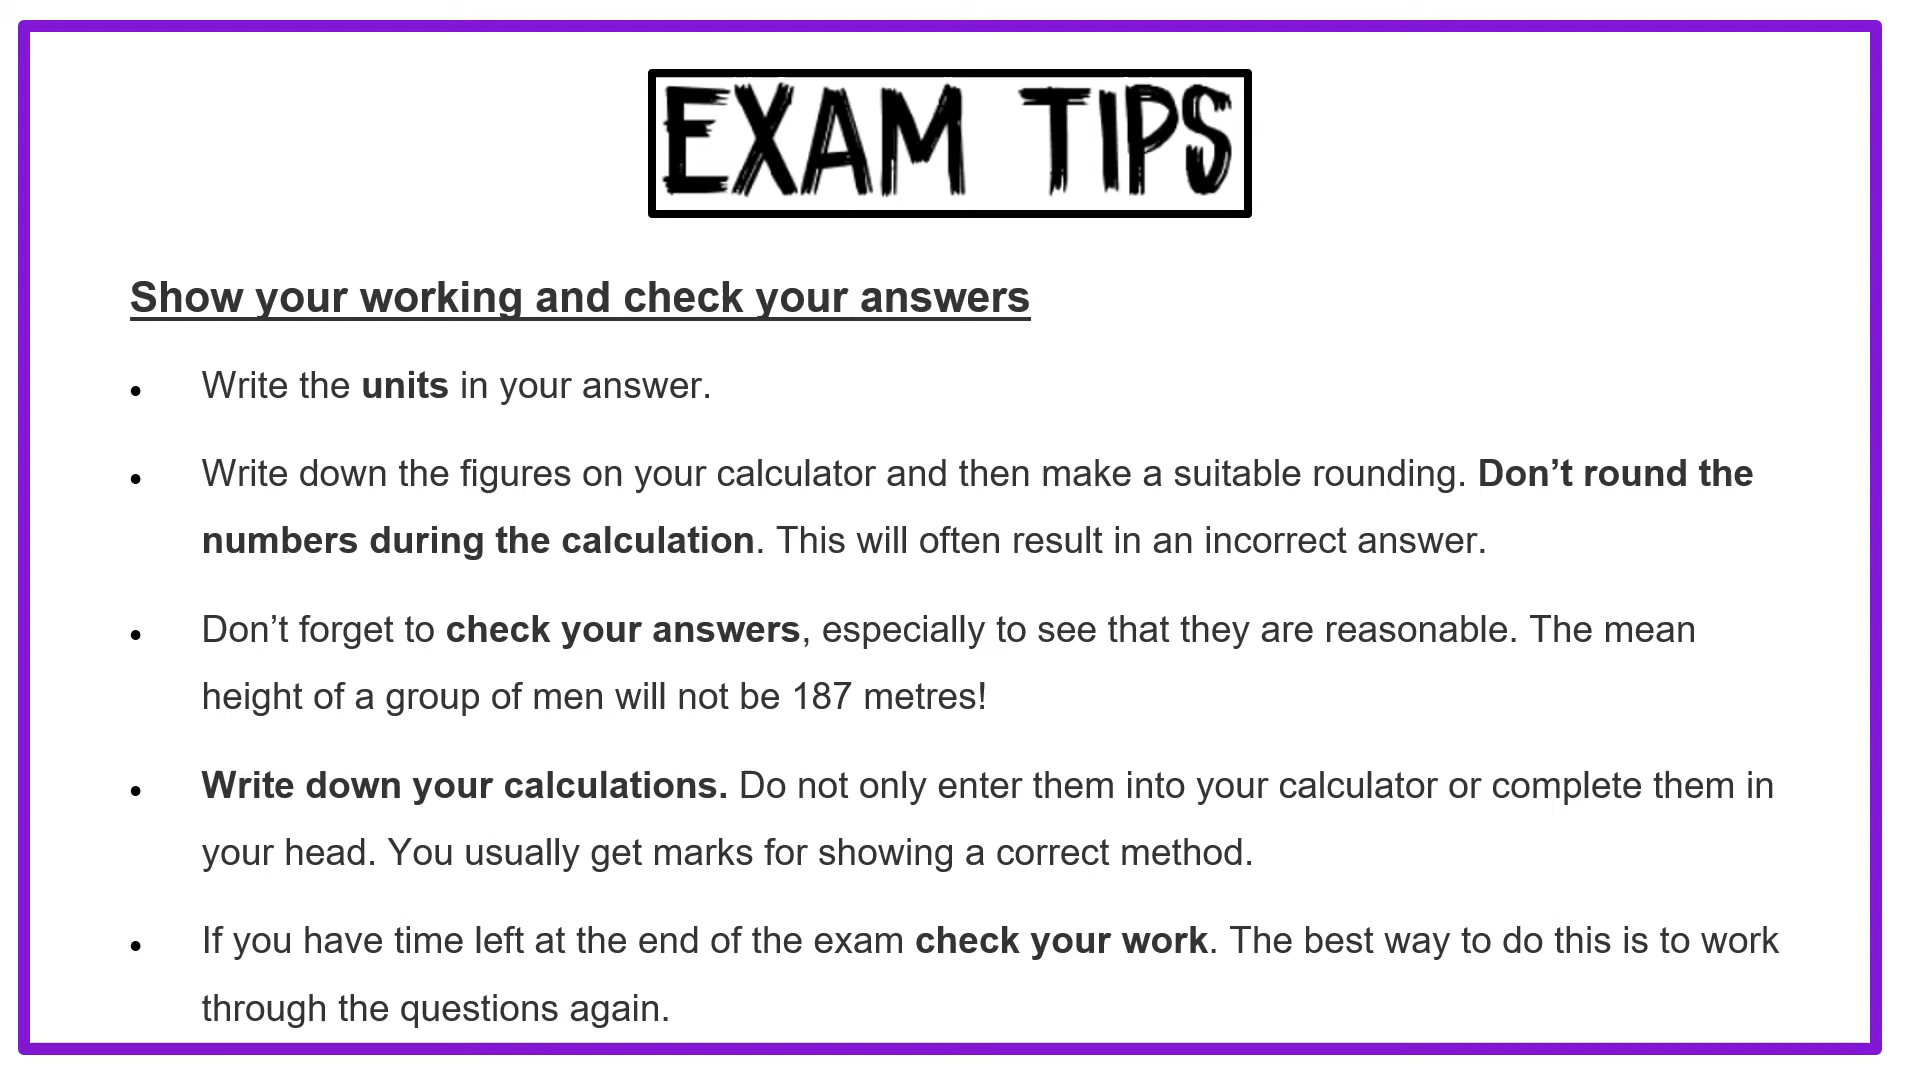 EXAM TIPS
Show your working and check your answers
• Write the units in your answer.
• Write down the figures on your calculator and then make a suitable rounding. Don’t round the
numbers during the calculation. This will often result in an incorrect answer.
• Don’t forget to check your answers, especially to see that they are reasonable. The mean
height of a group of men will not be 187 metres!
• Write down your calculations. Do not only enter them into your calculator or complete them in
your head. You usually get marks for showing a correct method.
• If you have time left at the end of the exam check your work. The best way to do this is to work
through the questions again.